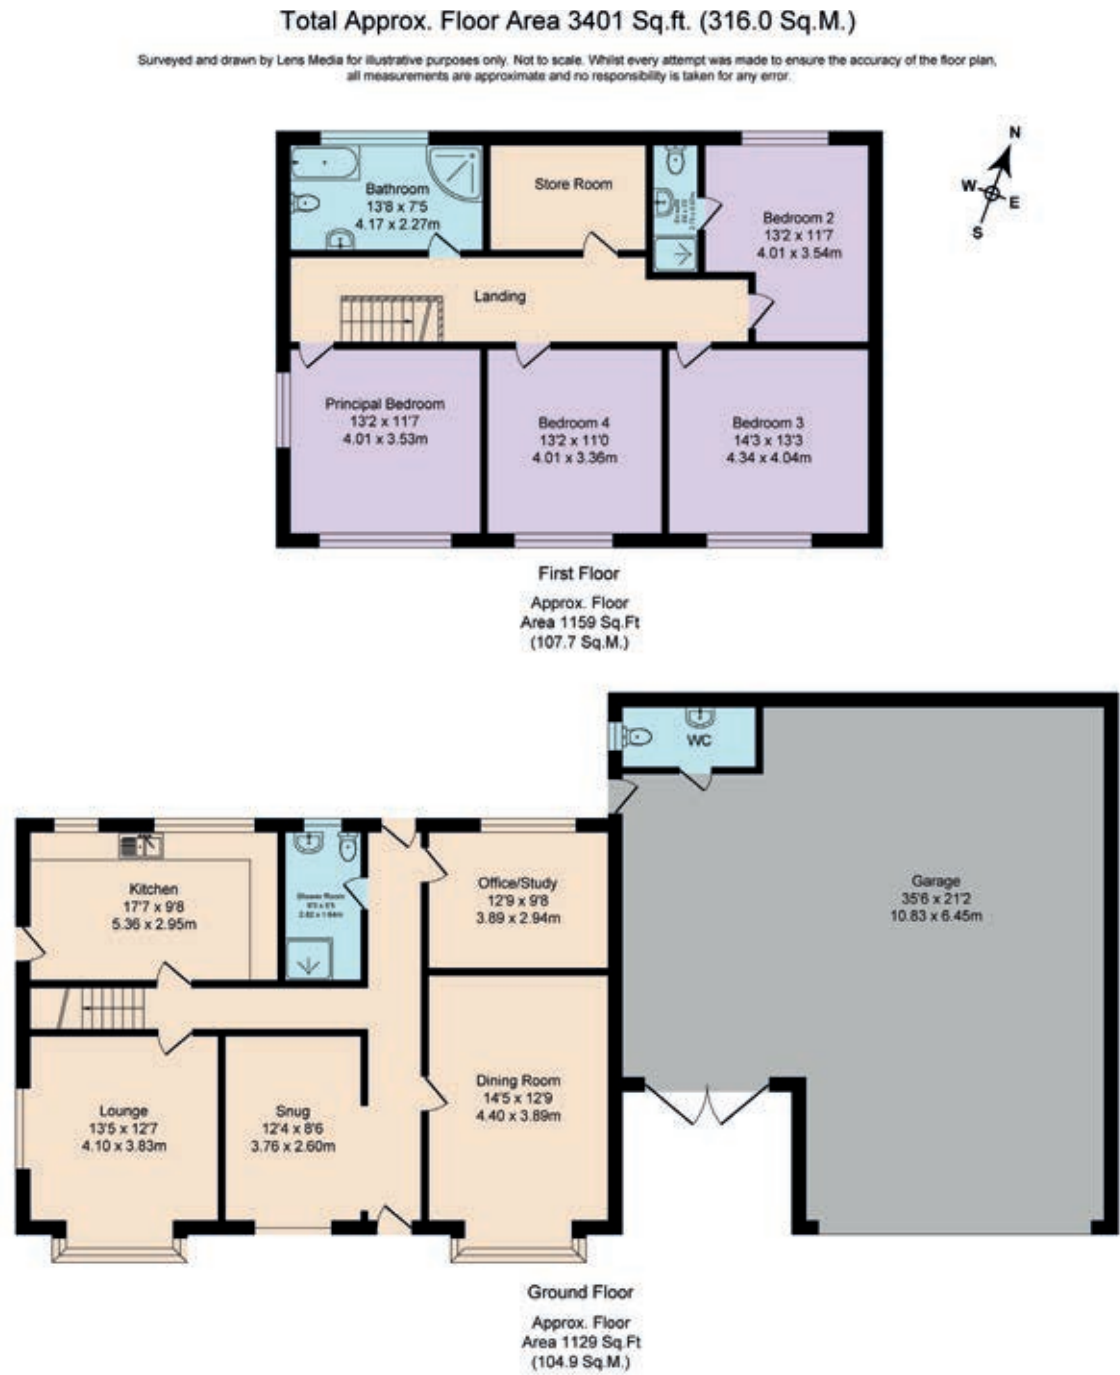 Total Approx. Floor Area 3401 Sq.ft. (316.0 Sq.M.)
Surveyed and drawn by Lens Media for illustrative purposes only. Not to scale. Whilst every attempt was made to ensure the accuracy of the floor plan,
all measurements are approximate and no responsibility is taken for any error.
N
W
E
S
Bathroom
13'8 x 7'5
4.17 x 2.27m
Store Room
Bedroom 2
13'2 x 11'7
4.01 x 3.54m
Landing
Principal Bedroom
13'2 x 11'7
4.01 x 3.53m
Bedroom 4
13'2 x 11'0
4.01 x 3.36m
Bedroom 3
14'3 x 13'3
4.34 x 4.04m
First Floor
Approx. Floor
Area 1159 Sq.Ft
(107.7 Sq.M.)
WC
Kitchen
17'7 x 9'8
5.36 x 2.95m
Shower Room
Office/Study
12'9 x 9'8
3.89 x 2.94m
Garage
35'6 x 21'2
10.83 x 6.45m
Lounge
13'5 x 12'7
4.10 x 3.83m
Snug
12'4 x 8'6
3.76 x 2.60m
Dining Room
14'5 x 12'9
4.40 x 3.89m
Ground Floor
Approx. Floor
Area 1129 Sq.Ft
(104.9 Sq.M.)